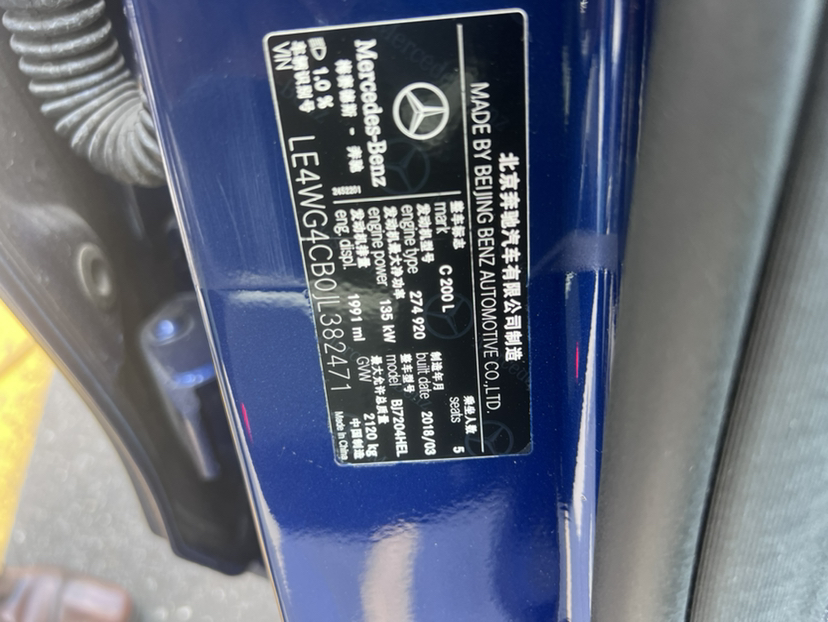 北京奔驰汽车有限公司制造
MADE BY BEIJING BENZ AUTOMOTIVE CO.,LTD.
Mercedes-Benz
梅赛德斯 - 奔驰
2452201
整车标志
mark C 200 L
乘坐人数
seats 5
发动机型号
engine type 274 920
制造年月
built date 2018/03
发动机最大净功率
engine power 135 kW
整车型号
model BJ7204HEL
发动机排量
eng. displ. 1991 ml
最大允许总质量
GVW 2120 kg
1.0 %
车辆识别号
VIN LE4WG4CB0JL382471
中国制造
Made In China